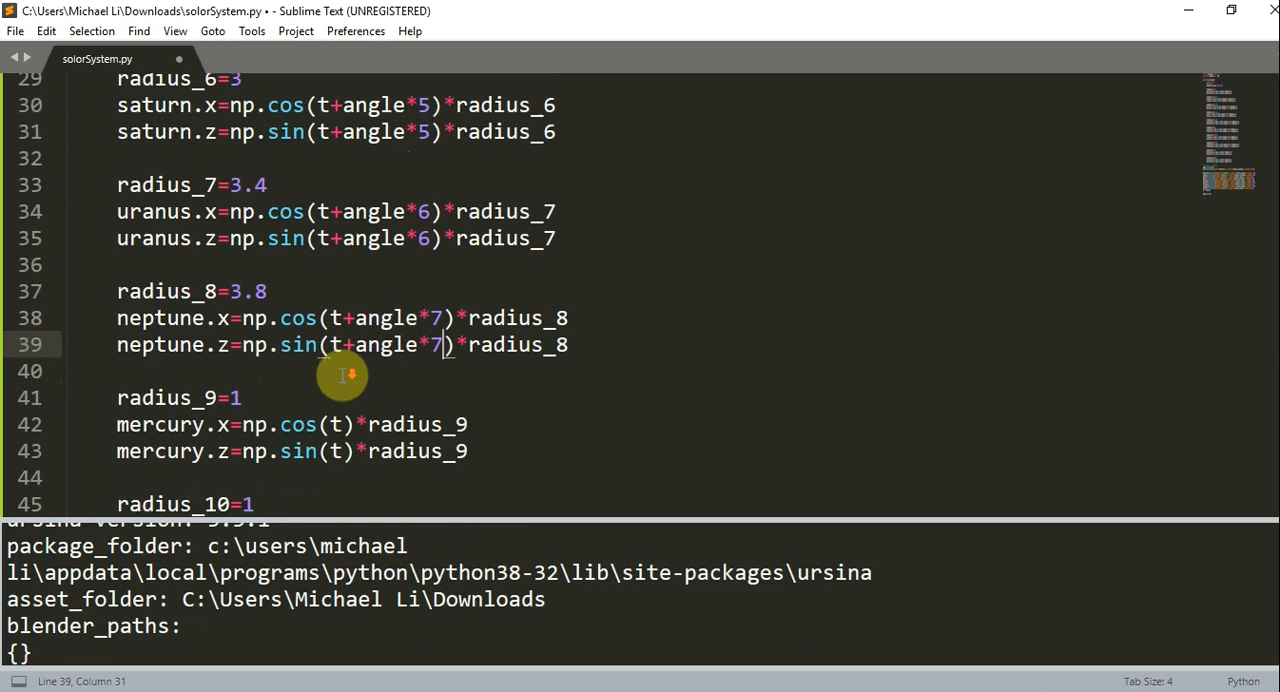 C:\Users\Michael Li\Downloads\solorSystem.py • - Sublime Text (UNREGISTERED)
File Edit Selection Find View Goto Tools Project Preferences Help
solorSystem.py
29 radius_6=3
30 saturn.x=np.cos(t+angle*5)*radius_6
31 saturn.z=np.sin(t+angle*5)*radius_6
32
33 radius_7=3.4
34 uranus.x=np.cos(t+angle*6)*radius_7
35 uranus.z=np.sin(t+angle*6)*radius_7
36
37 radius_8=3.8
38 neptune.x=np.cos(t+angle*7)*radius_8
39 neptune.z=np.sin(t+angle*7)*radius_8
40
41 radius_9=1
42 mercury.x=np.cos(t)*radius_9
43 mercury.z=np.sin(t)*radius_9
44
45 radius_10=1
package_folder: c:\users\michael
li\appdata\local\programs\python\python38-32\lib\site-packages\ursina
asset_folder: C:\Users\Michael Li\Downloads
blender_paths:
{}
Line 39, Column 31 Tab Size: 4 Python